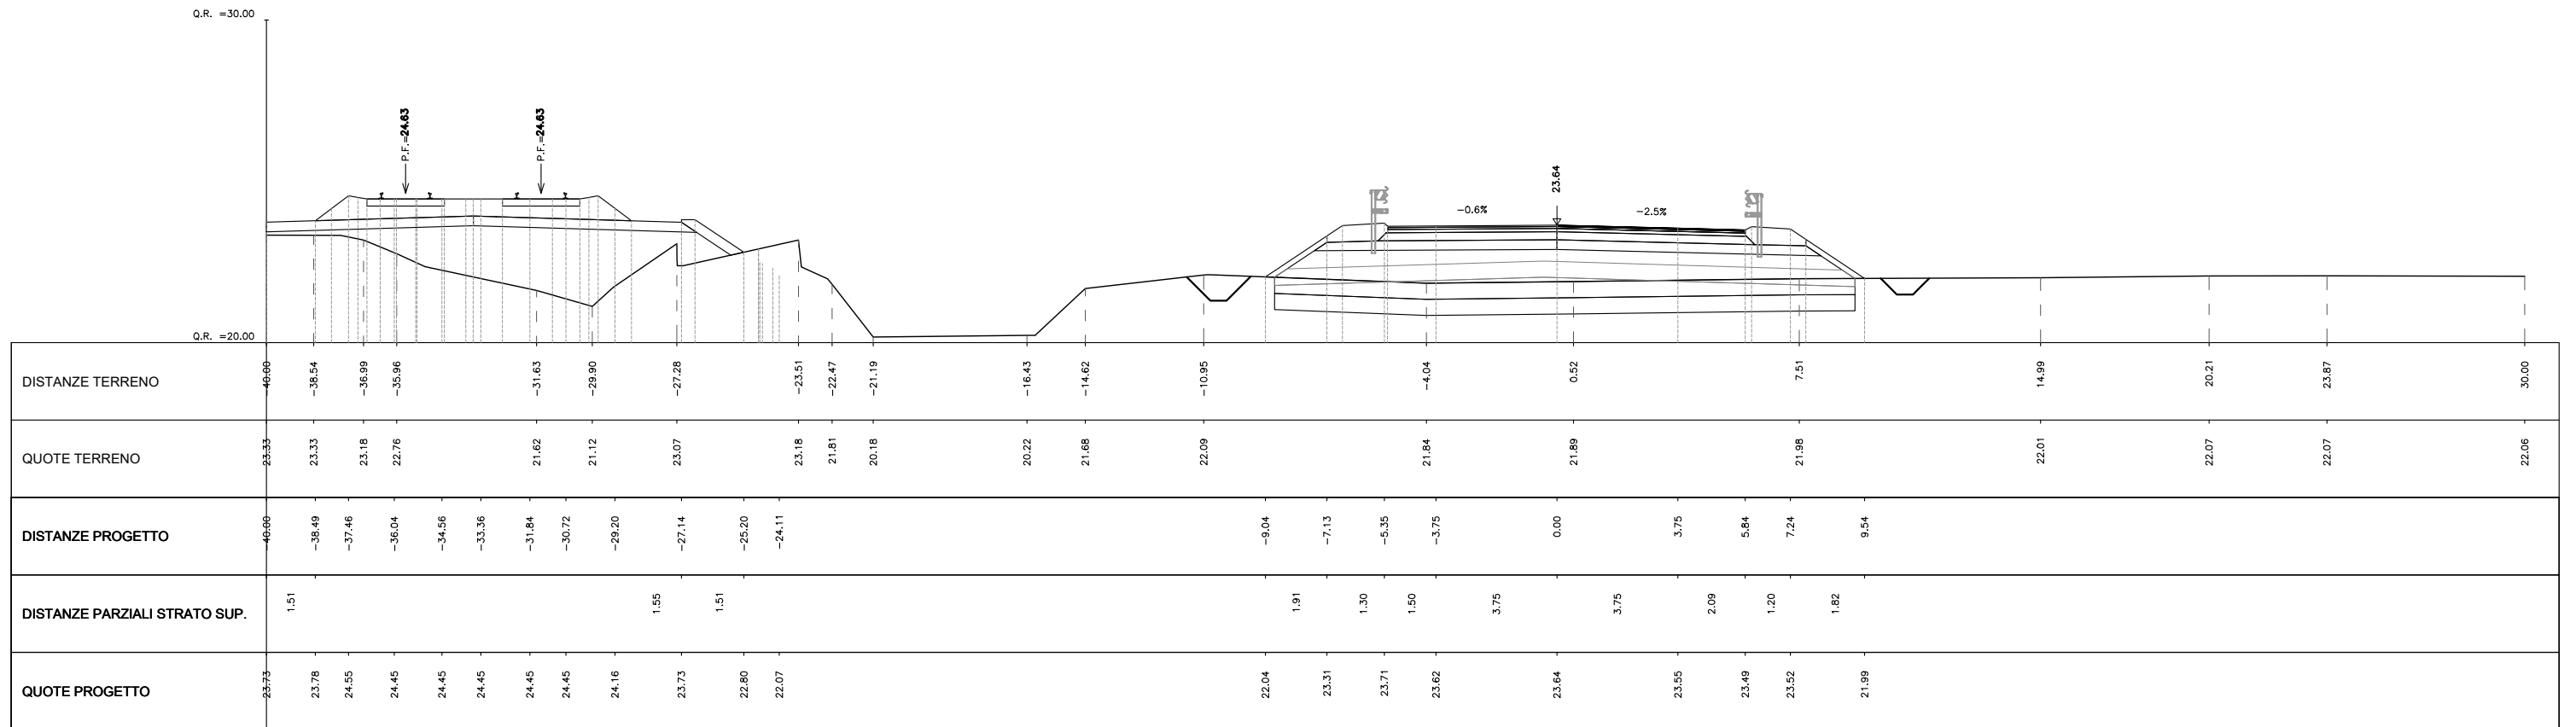 Q.R. =30.00
P.F.=24.63
P.F.=24.63
23.64
-0.6%
-2.5%
Q.R. =20.00
DISTANZE TERRENO
-40.00 -38.54 -36.99 -35.96 -31.63 -29.90 -27.28 -23.51 -22.47 -21.19 -16.43 -14.62 -10.95 -4.04 0.52 7.51 14.99 20.21 23.87 30.00
QUOTE TERRENO
23.33 23.33 23.18 22.76 21.62 21.12 23.07 23.18 21.81 20.18 20.22 21.68 22.09 21.84 21.89 21.98 22.01 22.07 22.07 22.06
DISTANZE PROGETTO
-40.00 -38.49 -37.46 -36.04 -34.56 -33.36 -31.84 -30.72 -29.20 -27.14 -25.20 -24.11 -9.04 -7.13 -5.35 -3.75 0.00 3.75 5.84 7.24 9.54
DISTANZE PARZIALI STRATO SUP.
1.51 1.55 1.51 1.91 1.30 1.50 3.75 3.75 2.09 1.20 1.82
QUOTE PROGETTO
23.73 23.78 24.55 24.45 24.45 24.45 24.45 24.45 24.16 23.73 22.80 22.07 22.04 23.31 23.71 23.62 23.64 23.55 23.49 23.52 21.99